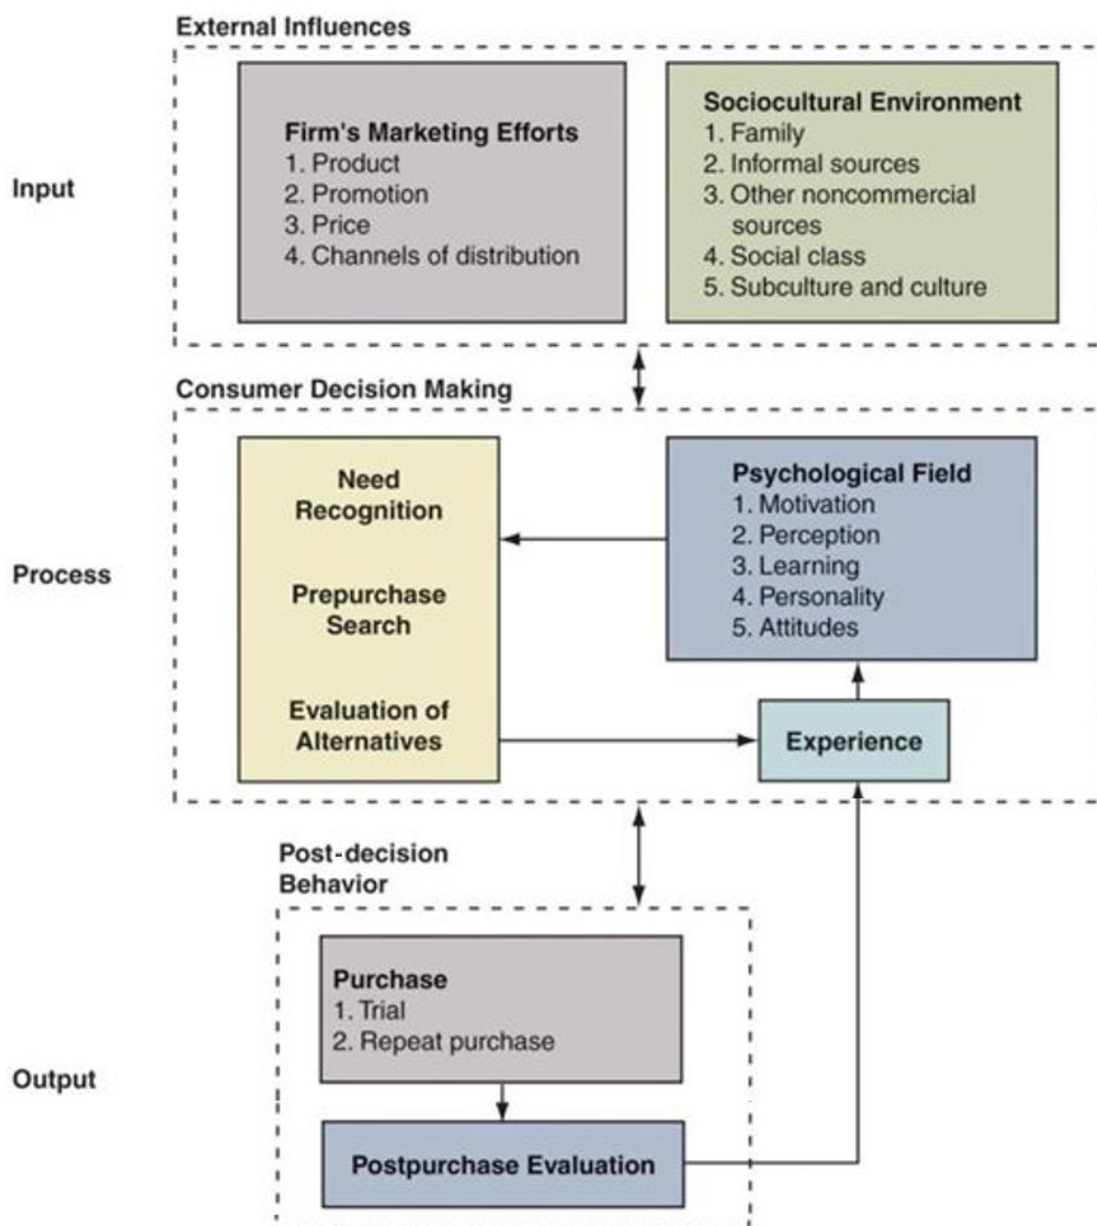 External Influences
Input
Firm's Marketing Efforts
1. Product
2. Promotion
3. Price
4. Channels of distribution
Sociocultural Environment
1. Family
2. Informal sources
3. Other noncommercial
sources
4. Social class
5. Subculture and culture
Consumer Decision Making
Process
Need
Recognition
Prepurchase
Search
Evaluation of
Alternatives
Psychological Field
1. Motivation
2. Perception
3. Learning
4. Personality
5. Attitudes
Experience
Post-decision
Behavior
Output
Purchase
1. Trial
2. Repeat purchase
Postpurchase Evaluation